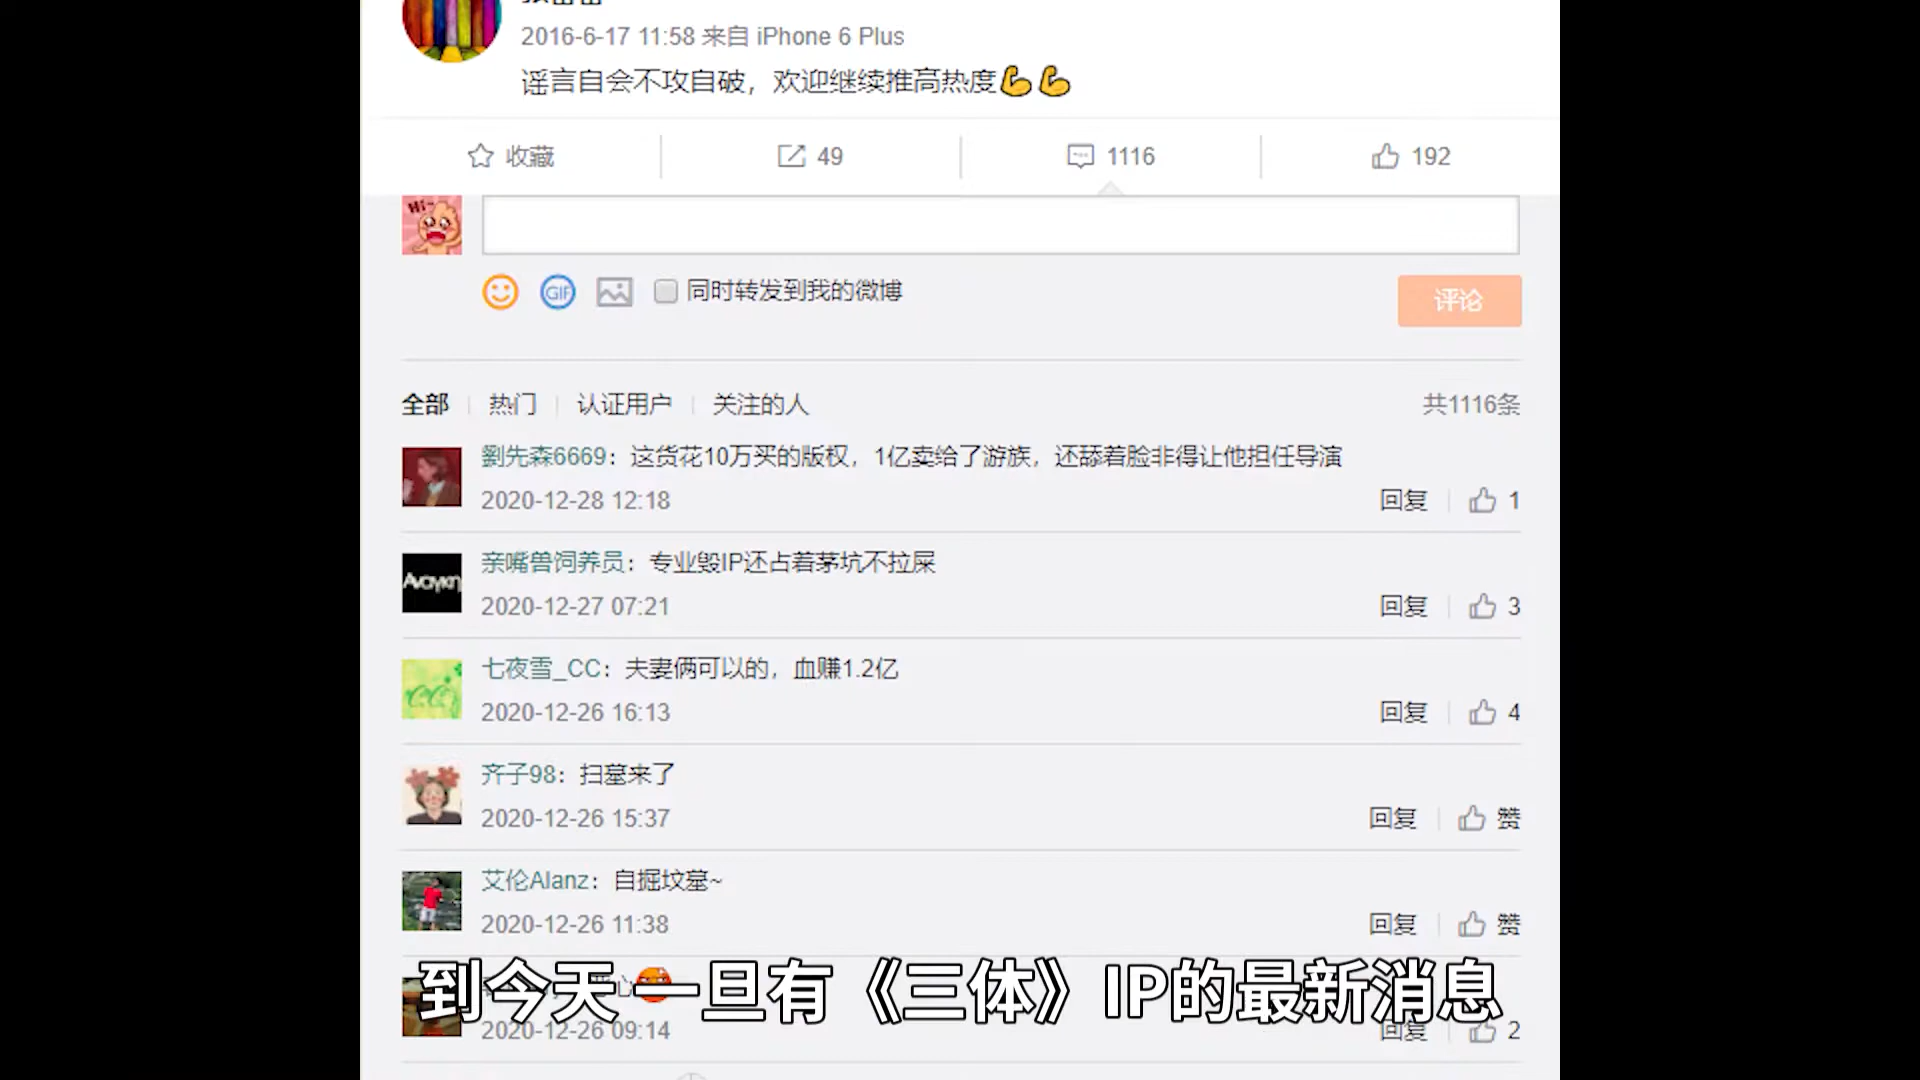 2016-6-17 11:58 来自 iPhone 6 Plus
谣言自会不攻自破，欢迎继续推高热度💪💪
收藏 49 1116 192
Hi~
GIF 同时转发到我的微博
评论
全部 热门 认证用户 关注的人 共1116条
劉先森6669：这货花10万买的版权，1亿卖给了游族，还舔着脸非得让他担任导演
2020-12-28 12:18 回复 1
亲嘴兽饲养员：专业毁IP还占着茅坑不拉屎
2020-12-27 07:21 回复 3
七夜雪_CC：夫妻俩可以的，血赚1.2亿
2020-12-26 16:13 回复 4
齐子98：扫墓来了
2020-12-26 15:37 回复 赞
艾伦Alanz：自掘坟墓~
2020-12-26 11:38 回复 赞
到今天 一旦有《三体》IP的最新消息
2020-12-26 09:14 回复 2